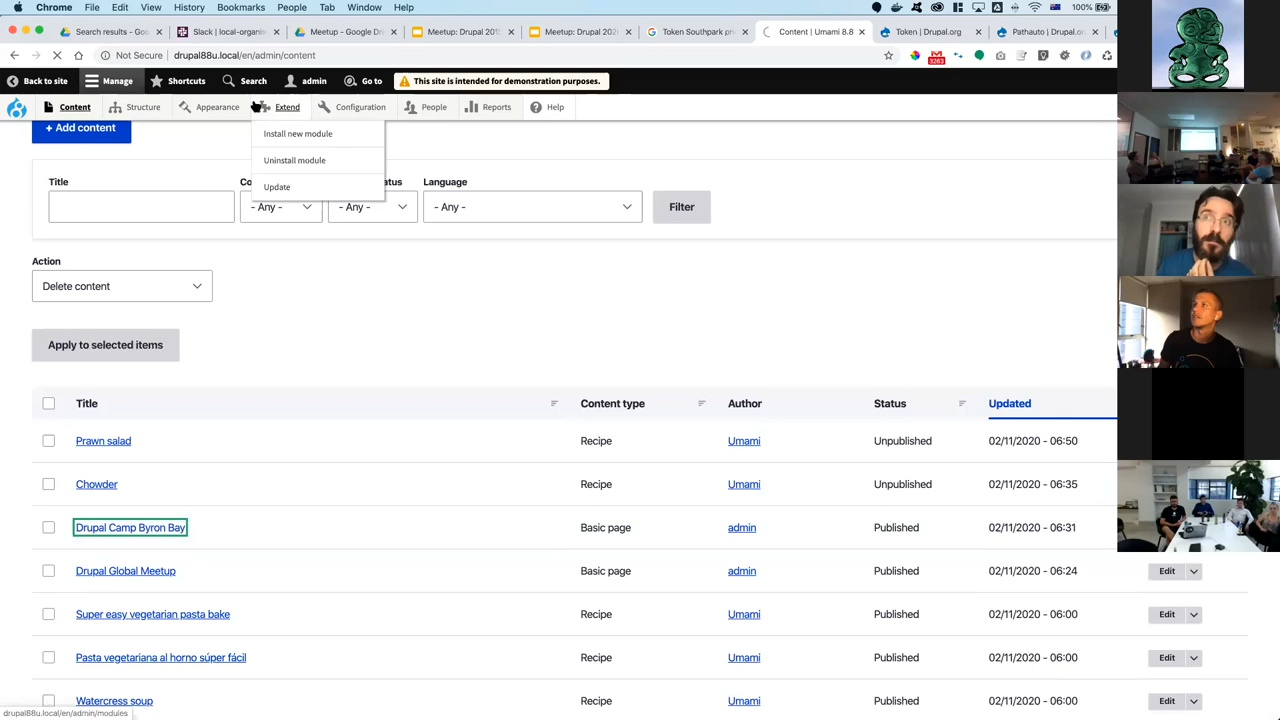 Chrome File Edit View History Bookmarks People Tab Window Help 100%
Search results - Goo Slack | local-organise Meetup - Google Dri Meetup: Drupal 201 Meetup: Drupal 202 Token Southpark pri Content | Umami 8.8 Token | Drupal.org Pathauto | Drupal.or
Not Secure drupal88u.local/en/admin/content 3263
Back to site Manage Shortcuts Search admin Go to This site is intended for demonstration purposes.
Content Structure Appearance Extend Configuration People Reports Help
+ Add content
Install new module
Uninstall module
Update
Title Co atus Language
- Any - - Any - - Any - Filter
Action
Delete content
Apply to selected items
Title Content type Author Status Updated
Prawn salad Recipe Umami Unpublished 02/11/2020 - 06:50
Chowder Recipe Umami Unpublished 02/11/2020 - 06:35
Drupal Camp Byron Bay Basic page admin Published 02/11/2020 - 06:31
Drupal Global Meetup Basic page admin Published 02/11/2020 - 06:24 Edit
Super easy vegetarian pasta bake Recipe Umami Published 02/11/2020 - 06:00 Edit
Pasta vegetariana al horno súper fácil Recipe Umami Published 02/11/2020 - 06:00 Edit
Watercress soup Recipe Umami Published 02/11/2020 - 06:00 Edit
drupal88u.local/en/admin/modules